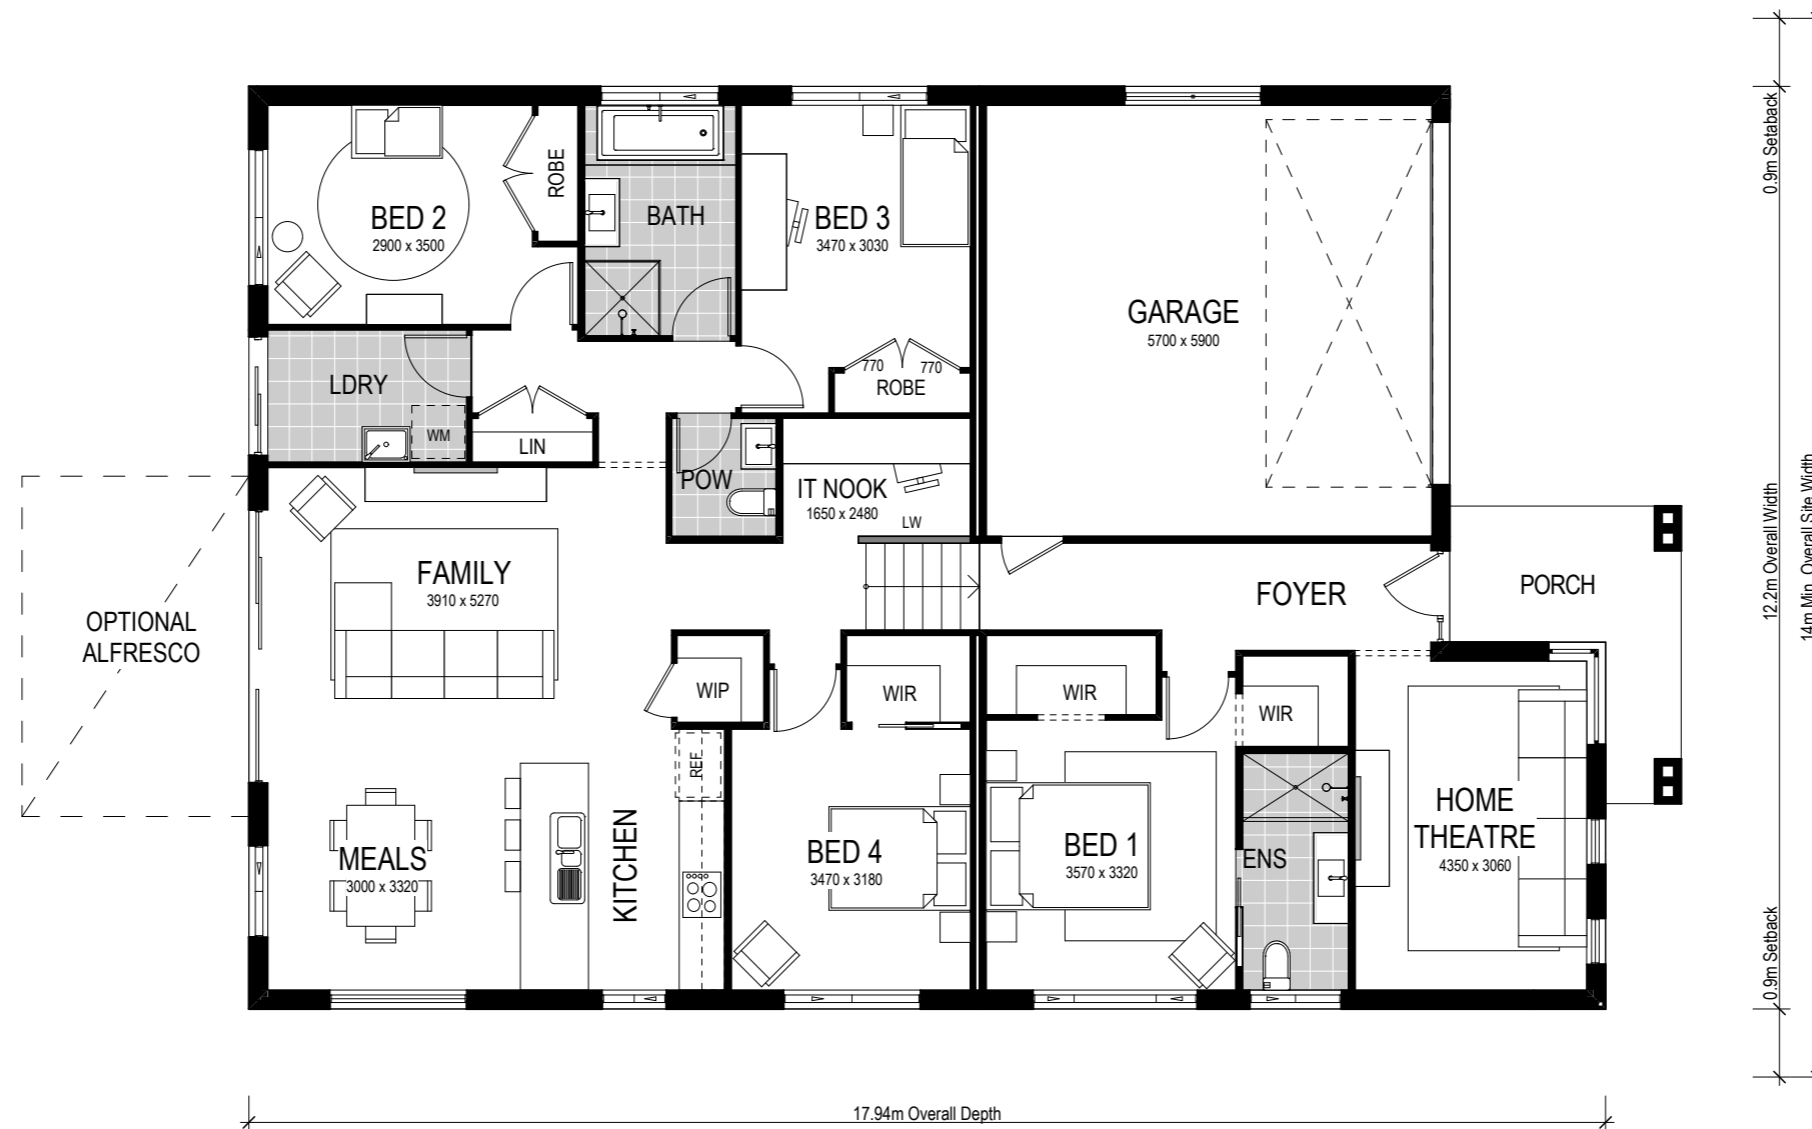 BED 2
2900 x 3500
ROBE
BATH
BED 3
3470 x 3030
770
770
ROBE
GARAGE
5700 x 5900
LDRY
WM
LIN
POW
IT NOOK
1650 x 2480
LW
OPTIONAL
ALFRESCO
FAMILY
3910 x 5270
FOYER
PORCH
WIP
WIR
WIR
WIR
REF
MEALS
3000 x 3320
KITCHEN
BED 4
3470 x 3180
BED 1
3570 x 3320
ENS
HOME
THEATRE
4350 x 3060
0.9m Setaback
12.2m Overall Width
14m Min. Overall Site Width
0.9m Setback
17.94m Overall Depth